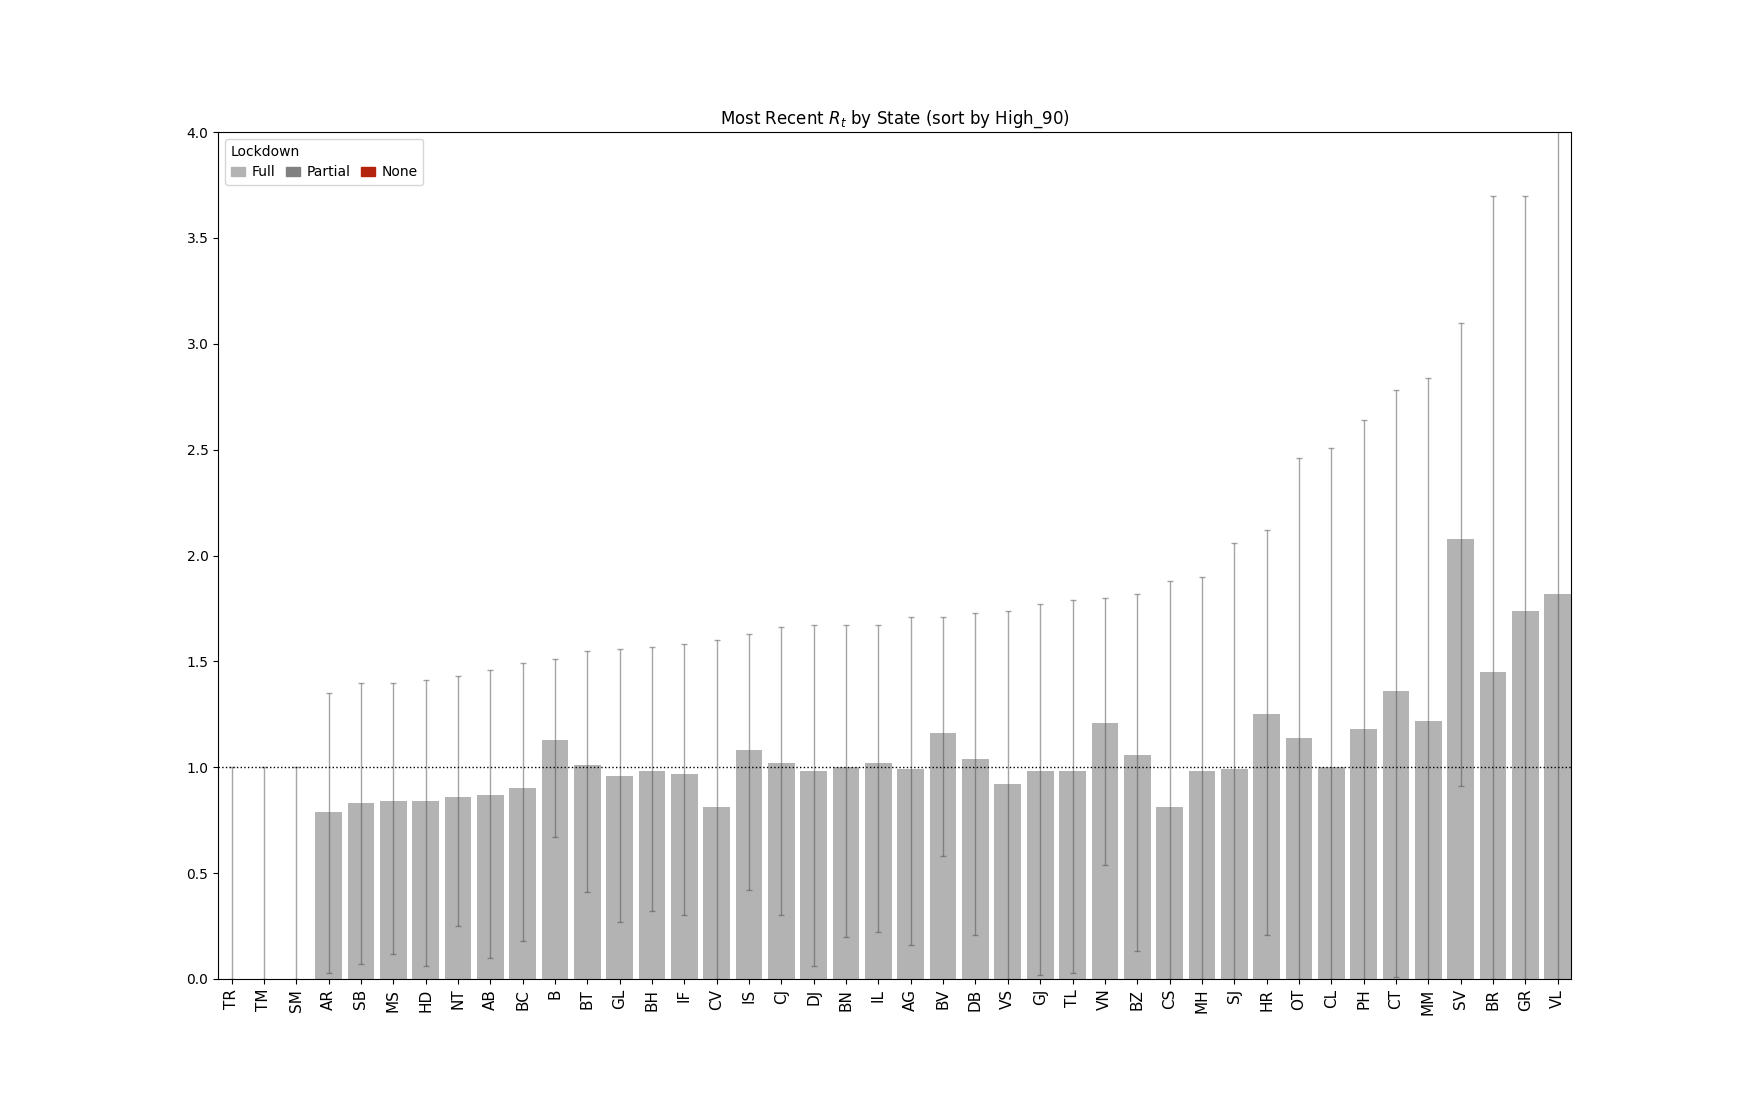 Most Recent R_t by State (sort by High_90)
4.0
3.5
3.0
2.5
2.0
1.5
1.0
0.5
0.0
Lockdown
Full Partial None
TR TM SM AR SB MS HD NT AB BC B BT GL BH IF CV IS CJ DJ BN IL AG BV DB VS GJ TL VN BZ CS MH SJ HR OT CL PH CT MM SV BR GR VL